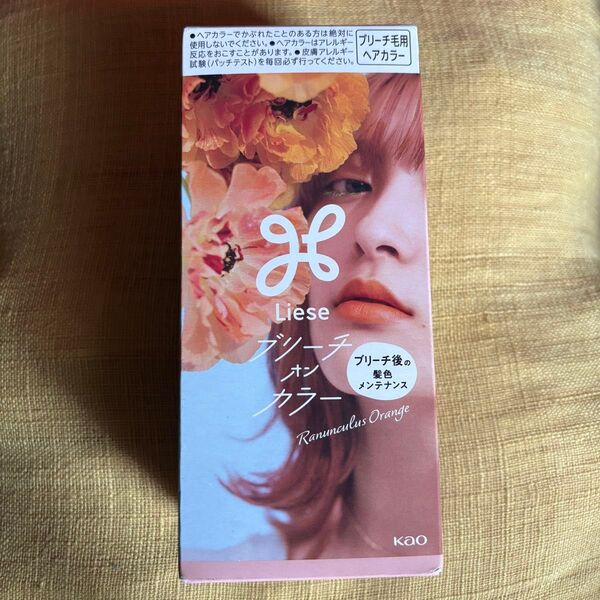 ●ヘアカラーでかぶれたことのある方は絶対に
使用しないでください。●ヘアカラーはアレルギー
反応をおこすことがあります。●皮膚アレルギー
試験(パッチテスト)を毎回必ず行ってください。
ブリーチ毛用
ヘアカラー
Liese
ブリーチ
オン
カラー
ブリーチ後の
髪色
メンテナンス
Ranunculus Orange
Kao